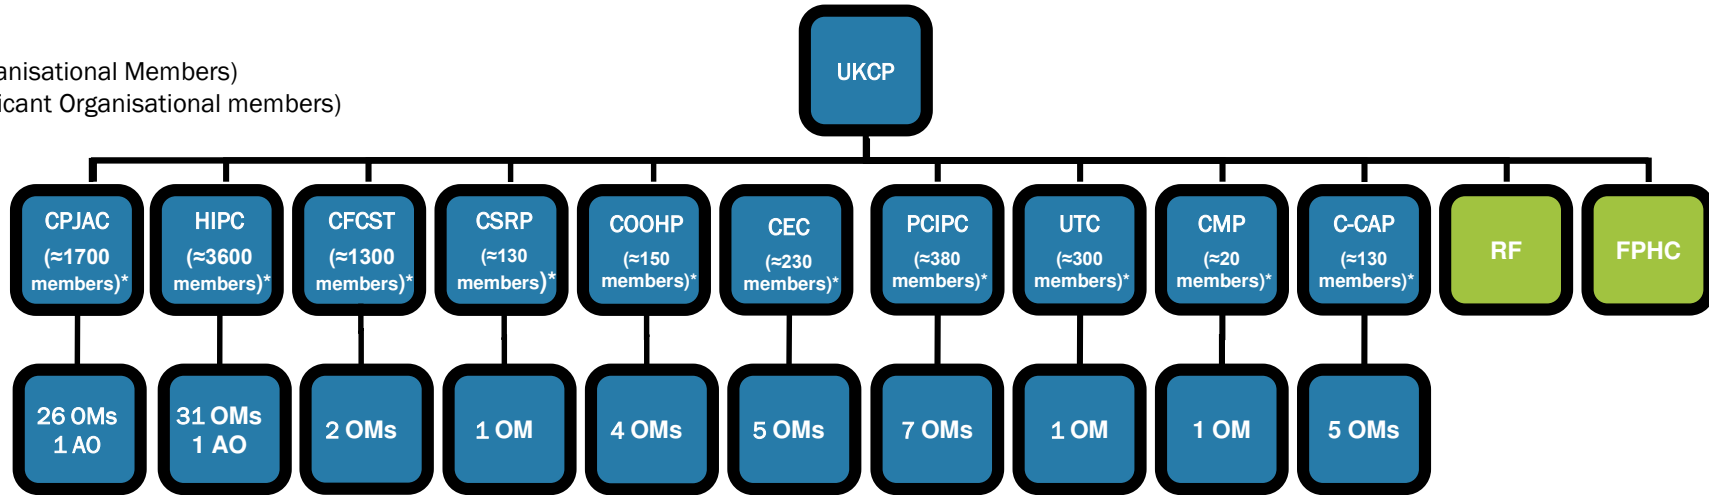 anisational Members)
icant Organisational members)
UKCP
CPJAC
(≈1700
members)*
HIPC
(≈3600
members)*
CFCST
(≈1300
members)*
CSRP
(≈130
members)*
COOHP
(≈150
members)*
CEC
(≈230
members)*
PCIPC
(≈380
members)*
UTC
(≈300
members)*
CMP
(≈20
members)*
C-CAP
(≈130
members)*
RF
FPHC
26 OMs
1 AO
31 OMs
1 AO
2 OMs
1 OM
4 OMs
5 OMs
7 OMs
1 OM
1 OM
5 OMs